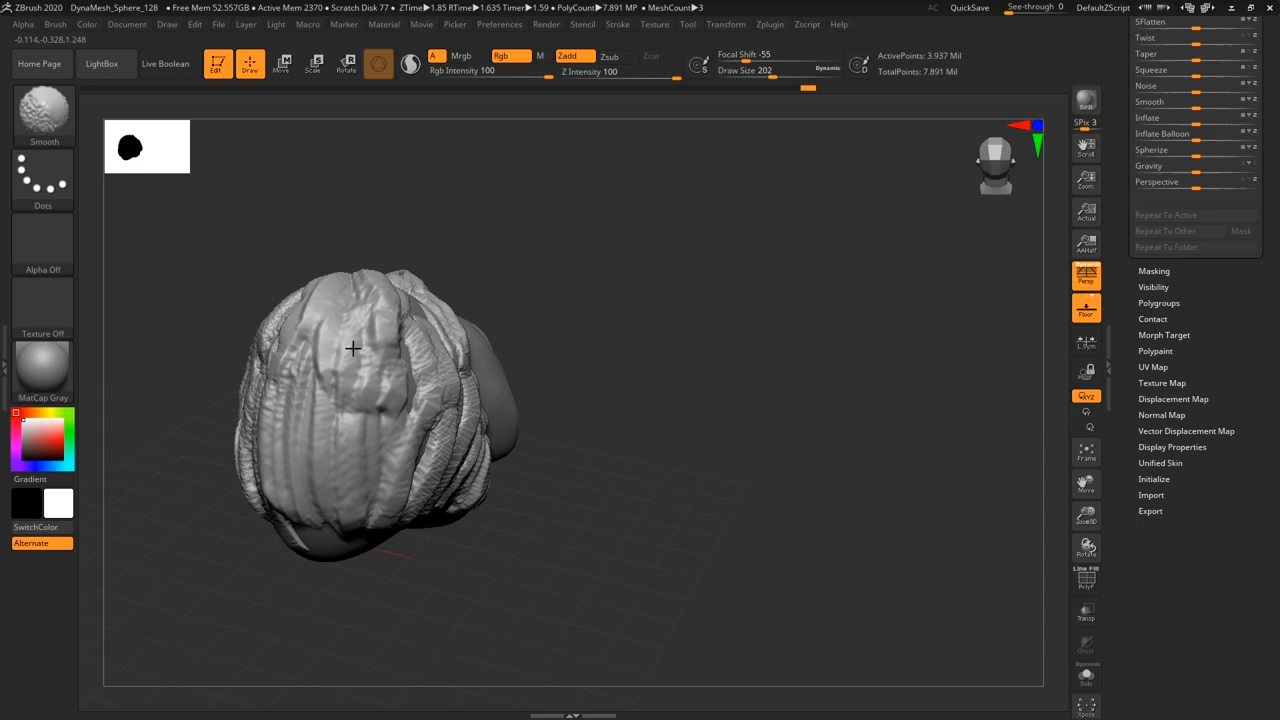 ZBrush 2020 DynaMesh_Sphere_128 • Free Mem 52.557GB • Active Mem 2370 • Scratch Disk 77 • ZTime▶1.85 RTime▶1.635 Timer▶1.59 • PolyCount▶7.891 MP • MeshCount▶3 AC QuickSave See-through 0 DefaultZScript
Alpha Brush Color Document Draw Edit File Layer Light Macro Marker Material Movie Picker Preferences Render Stencil Stroke Texture Tool Transform Zplugin Zscript Help
-0.114,-0.328,1.248
Home Page LightBox Live Boolean Edit Draw Move Scale Rotate
A Mrgb Rgb M Zadd Zsub Zcut
Rgb Intensity 100 Z Intensity 100
S Focal Shift -55
Draw Size 202 Dynamic
D ActivePoints: 3.937 Mil
TotalPoints: 7.891 Mil
Smooth
Dots
Alpha Off
Texture Off
MatCap Gray
Gradient
SwitchColor
Alternate
BPR
SPix 3
Scroll
Zoom
Actual
AAHalf
Dynamic
Persp
Floor
L.Sym
XYZ
Frame
Move
Zoom3D
Rotate
Line Fill
PolyF
Transp
Ghost
Dynamic
Solo
Xpose
SFlatten
Twist
Taper
Squeeze
Noise
Smooth
Inflate
Inflate Balloon
Spherize
Gravity
Perspective
Repeat To Active
Repeat To Other Mask
Repeat To Folder
Masking
Visibility
Polygroups
Contact
Morph Target
Polypaint
UV Map
Texture Map
Displacement Map
Normal Map
Vector Displacement Map
Display Properties
Unified Skin
Initialize
Import
Export